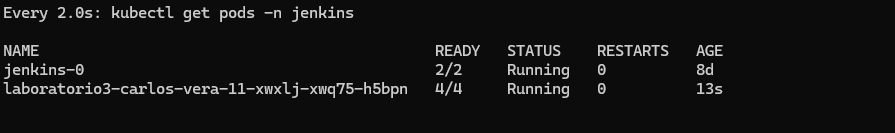 Every 2.0s: kubectl get pods -n jenkins
NAME READY STATUS RESTARTS AGE
jenkins-0 2/2 Running 0 8d
laboratorio3-carlos-vera-11-xwxlj-xwq75-h5bpn 4/4 Running 0 13s